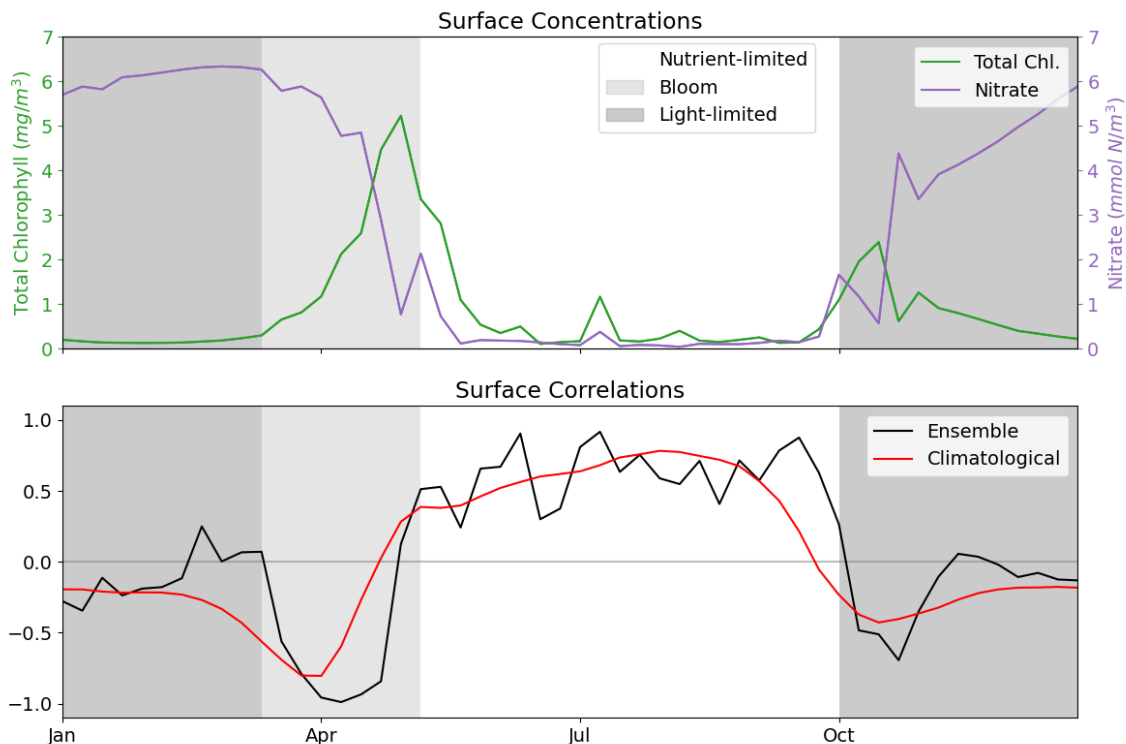 Surface Concentrations
7
6
5
4
3
2
1
0
Total Chlorophyll (mg/m³)
Nutrient-limited
Bloom
Light-limited
Total Chl.
Nitrate
7
6
5
4
3
2
1
0
Nitrate (mmol N/m³)
Surface Correlations
1.0
0.5
0.0
−0.5
−1.0
Ensemble
Climatological
Jan Apr Jul Oct